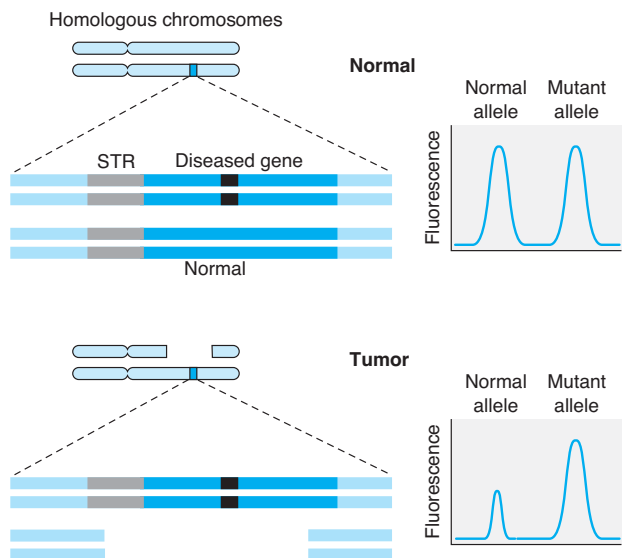 Homologous chromosomes
Normal
Normal
allele
Mutant
allele
Fluorescence
STR
Diseased gene
Normal
Tumor
Normal
allele
Mutant
allele
Fluorescence